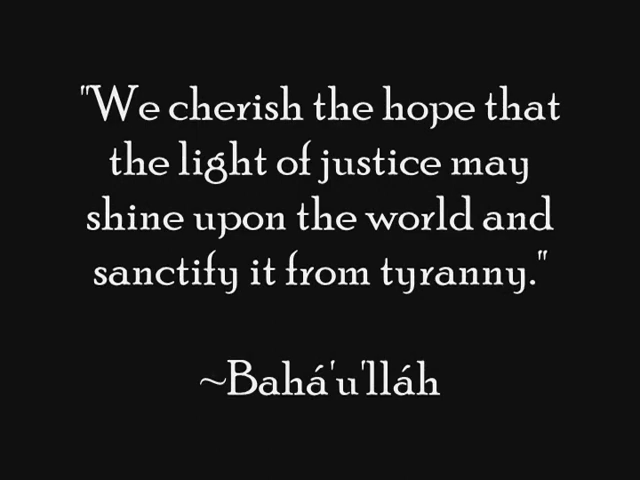 "We cherish the hope that
the light of justice may
shine upon the world and
sanctify it from tyranny."
~Bahá'u'lláh